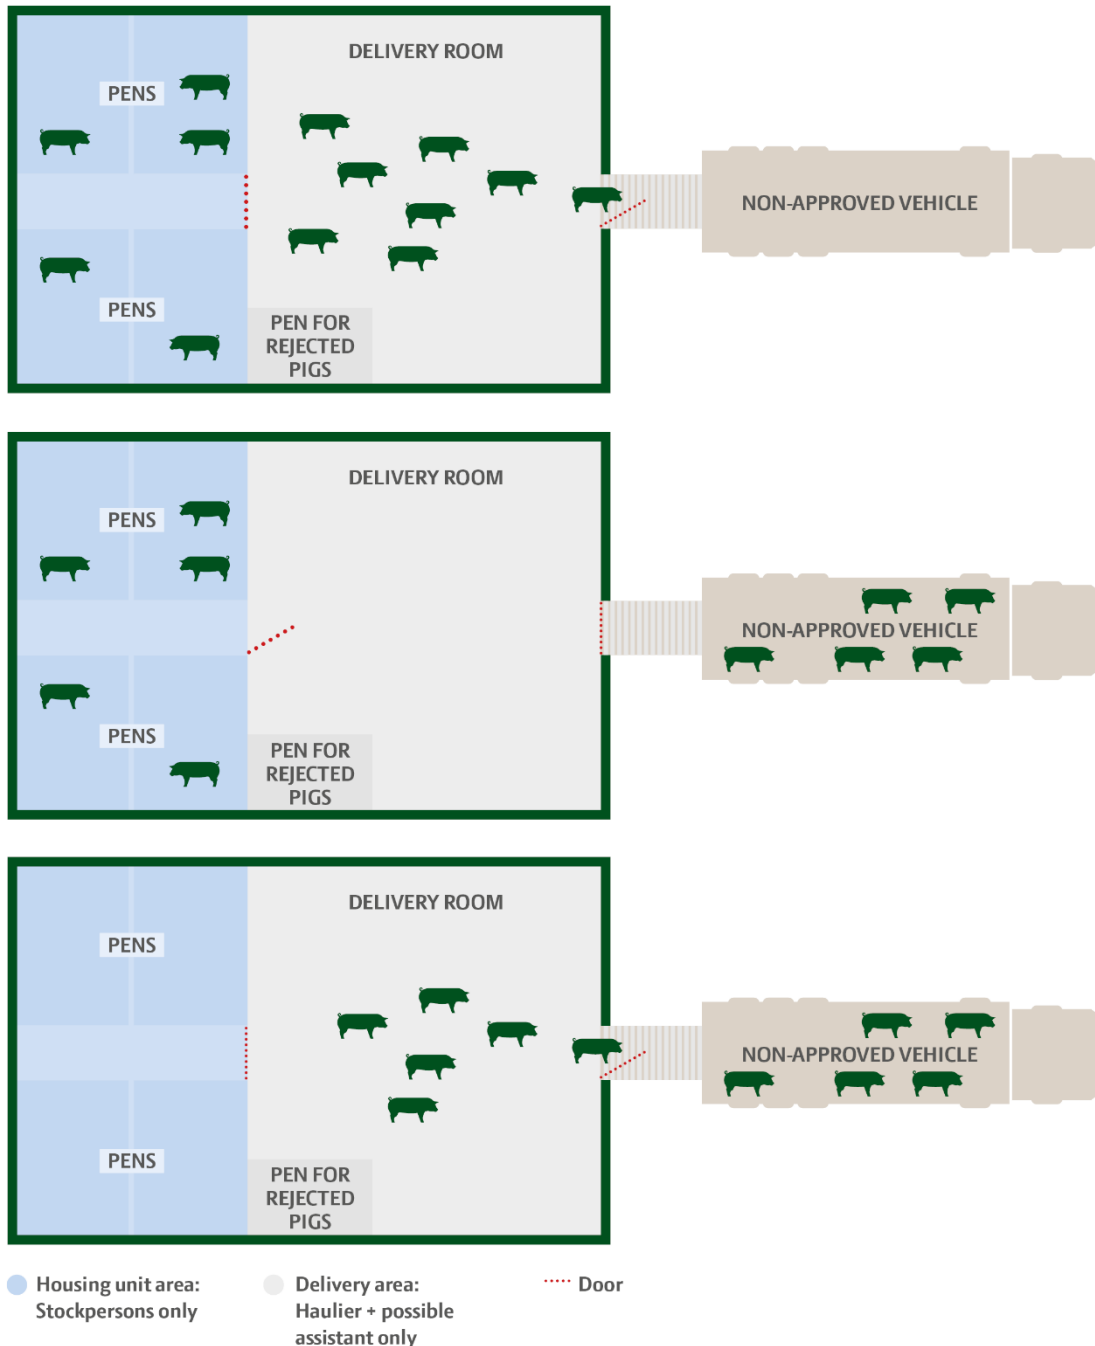 DELIVERY ROOM
PENS
NON-APPROVED VEHICLE
PENS
PEN FOR
REJECTED
PIGS
DELIVERY ROOM
PENS
NON-APPROVED VEHICLE
PENS
PEN FOR
REJECTED
PIGS
DELIVERY ROOM
PENS
NON-APPROVED VEHICLE
PENS
PEN FOR
REJECTED
PIGS
Housing unit area:
Stockpersons only
Delivery area:
Haulier + possible
assistant only
Door